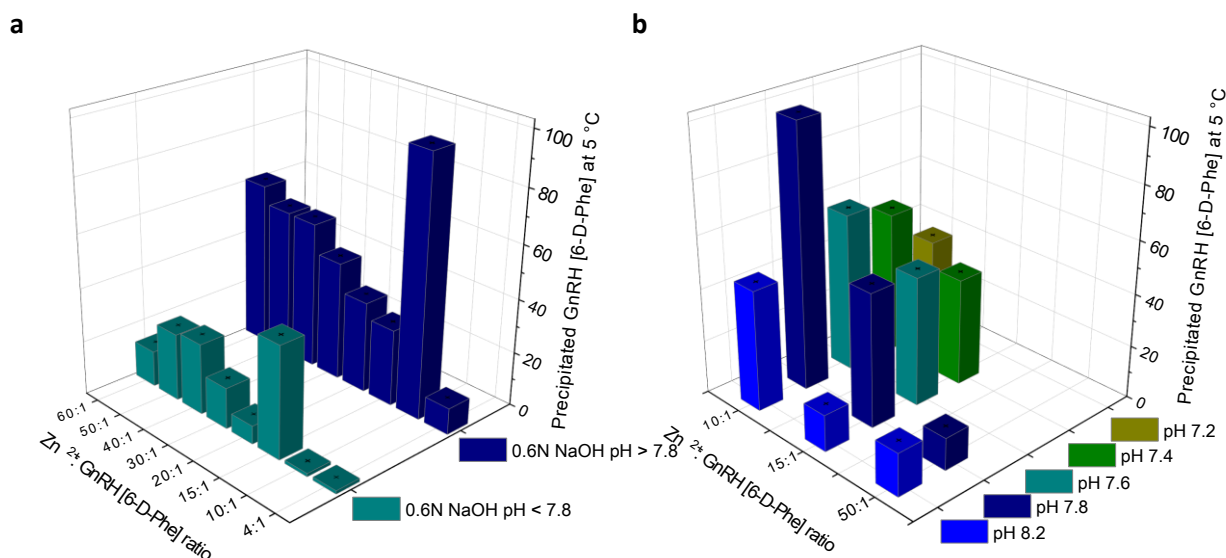 a
100
80
60
40
20
0
Precipitated GnRH [6-D-Phe] at 5 °C
60:1
50:1
40:1
30:1
20:1
15:1
10:1
4:1
Zn 2+: GnRH [6-D-Phe] ratio
0.6N NaOH pH > 7.8
0.6N NaOH pH < 7.8
b
100
80
60
40
20
0
Precipitated GnRH [6-D-Phe] at 5 °C
10:1
15:1
50:1
Zn 2+: GnRH [6-D-Phe] ratio
pH 7.2
pH 7.4
pH 7.6
pH 7.8
pH 8.2